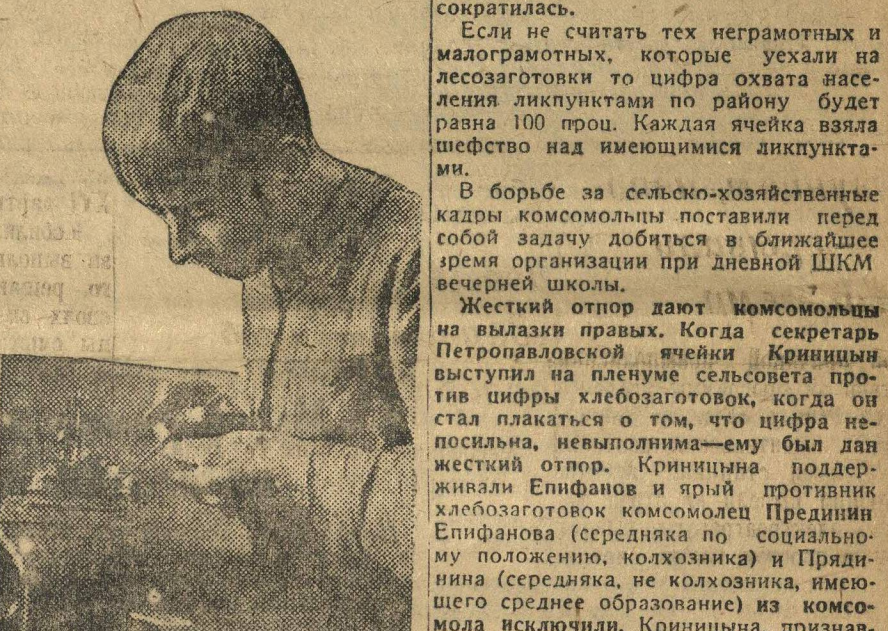 сократилась.
Если не считать тех неграмотных и
малограмотных, которые уехали на
лесозаготовки то цифра охвата насе-
ления ликпунктами по району будет
равна 100 проц. Каждая ячейка взяла
шефство над имеющимися ликпункта-
ми.
В борьбе за сельско-хозяйственные
кадры комсомольцы поставили перед
собой задачу добиться в ближайшее
время организации при дневной ШКМ
вечерней школы.
Жесткий отпор дают комсомольцы
на вылазки правых. Когда секретарь
Петропавловской ячейки Криницын
выступил на пленуме сельсовета про-
тив цифры хлебозаготовок, когда он
стал плакаться о том, что цифра не-
посильна, невыполнима—ему был дан
жесткий отпор. Криницына поддер-
живали Епифанов и ярый противник
хлебозаготовок комсомолец Прединин
Епифанова (середняка по социально-
му положению, колхозника) и Пряди-
нина (середняка, не колхозника, имею-
щего среднее образование) из комсо-
мола исключили. Криницына признав-